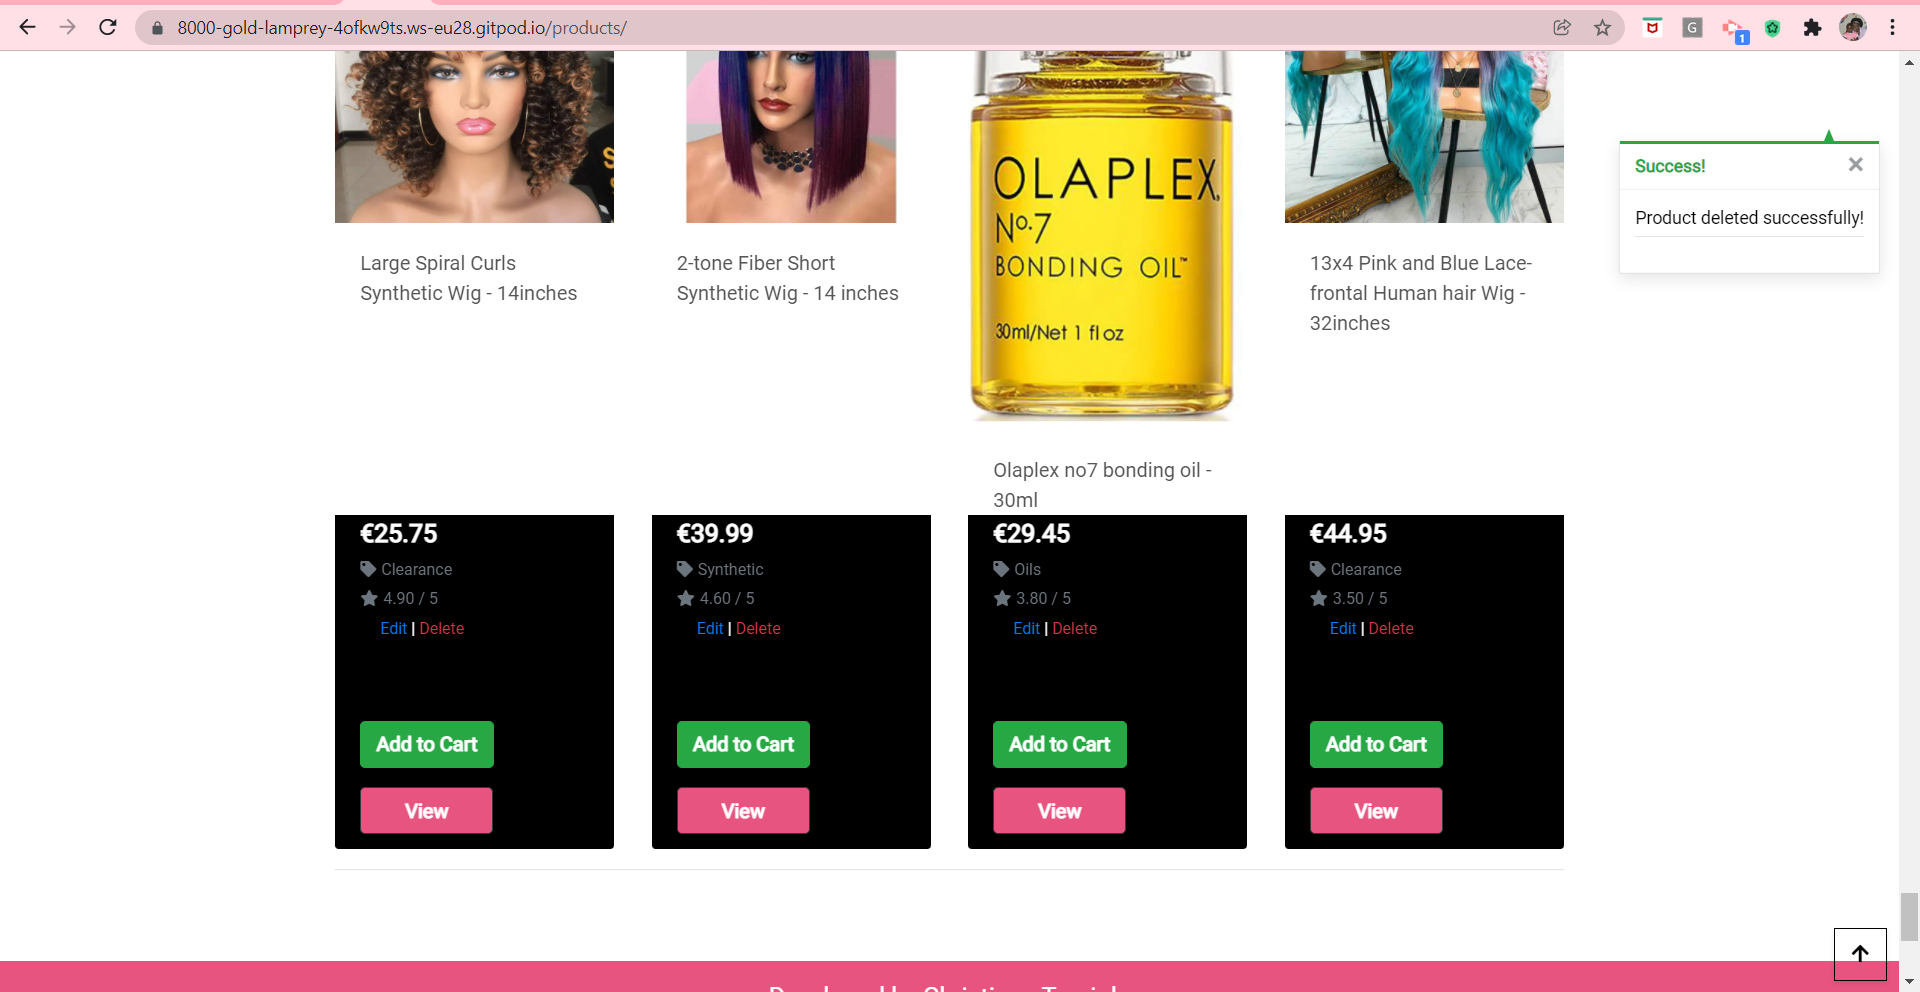 8000-gold-lamprey-4ofkw9ts.ws-eu28.gitpod.io/products/
G
1
Success!
Product deleted successfully!
Large Spiral Curls
Synthetic Wig - 14inches
2-tone Fiber Short
Synthetic Wig - 14 inches
OLAPLEX.
No.7
BONDING OIL™
30ml/Net 1 fl oz
Olaplex no7 bonding oil -
30ml
13x4 Pink and Blue Lace-
frontal Human hair Wig -
32inches
€25.75
Clearance
4.90 / 5
Edit | Delete
Add to Cart
View
€39.99
Synthetic
4.60 / 5
Edit | Delete
Add to Cart
View
€29.45
Oils
3.80 / 5
Edit | Delete
Add to Cart
View
€44.95
Clearance
3.50 / 5
Edit | Delete
Add to Cart
View